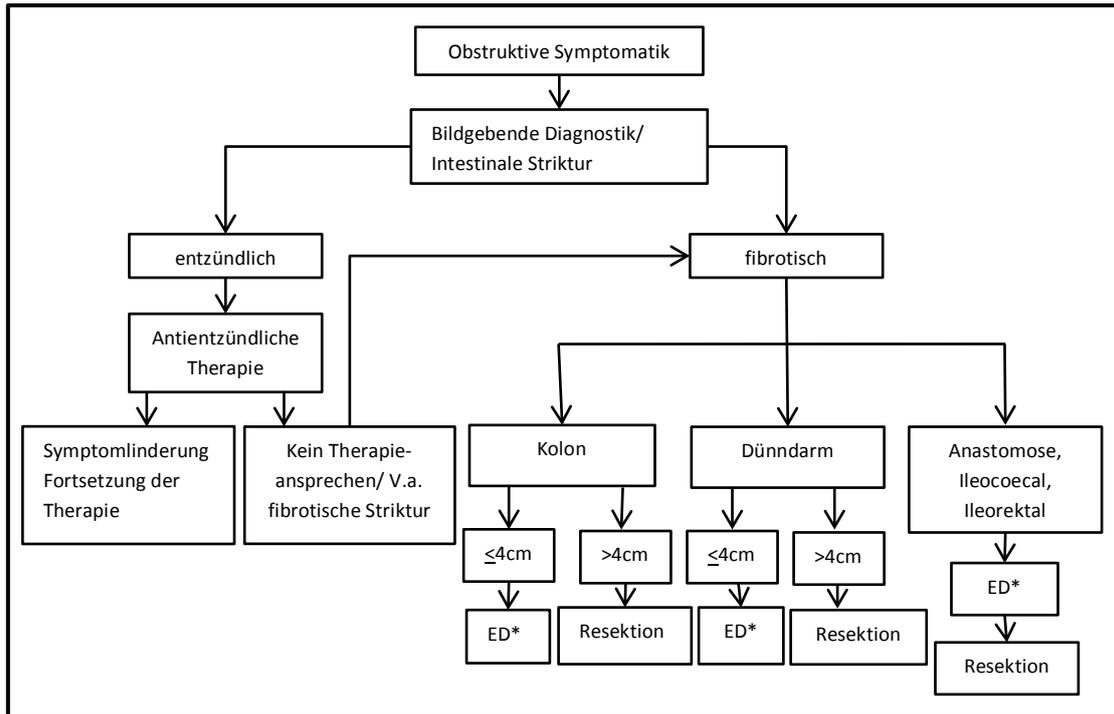 Obstruktive Symptomatik
Bildgebende Diagnostik/
Intestinale Striktur
entzündlich
fibrotisch
Antientzündliche
Therapie
Symptomlinderung
Fortsetzung der
Therapie
Kein Therapie-
ansprechen/ V.a.
fibrotische Striktur
Kolon
Dünndarm
Anastomose,
Ileocoecal,
Ileorektal
≤4cm
>4cm
≤4cm
>4cm
ED*
Resektion
ED*
Resektion
ED*
Resektion